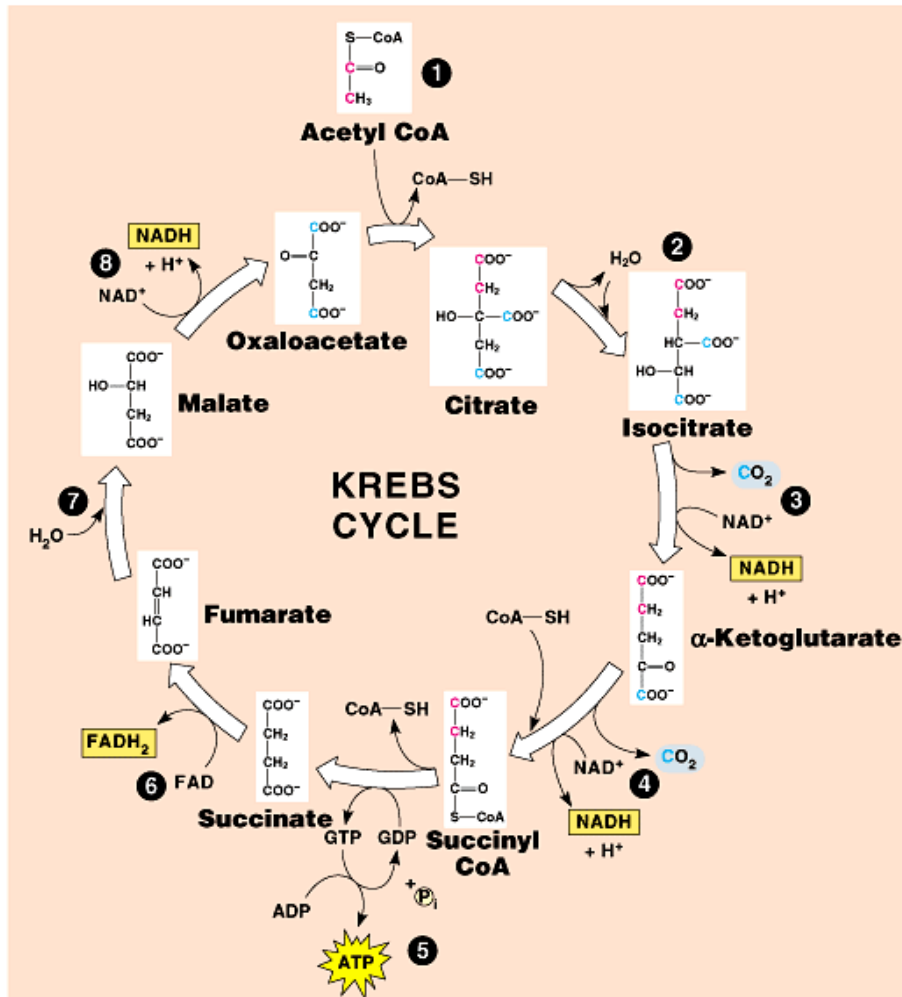 S—CoA
C=O
CH₃
1
Acetyl CoA
CoA—SH
COO⁻
O—C
CH₂
COO⁻
Oxaloacetate
COO⁻
CH₂
HO—C—COO⁻
CH₂
COO⁻
Citrate
H₂O
2
COO⁻
CH₂
HC—COO⁻
HO—CH
COO⁻
Isocitrate
CO₂
3
NAD⁺
NADH
+ H⁺
COO⁻
CH₂
CH₂
C—O
COO⁻
α-Ketoglutarate
CoA—SH
CO₂
NAD⁺
4
NADH
+ H⁺
COO⁻
CH₂
CH₂
C=O
S—CoA
Succinyl
CoA
CoA—SH
GTP
GDP
+ Pi
ADP
ATP
5
COO⁻
CH₂
CH₂
COO⁻
Succinate
FADH₂
6
FAD
COO⁻
CH
HC
COO⁻
Fumarate
7
H₂O
COO⁻
HO—CH
CH₂
COO⁻
Malate
8
NADH
+ H⁺
NAD⁺
KREBS
CYCLE